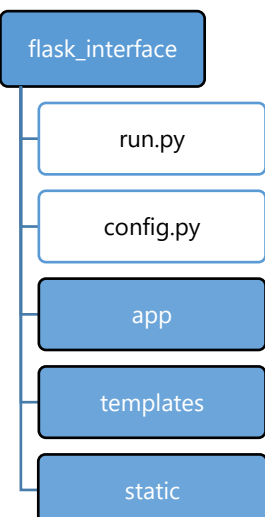 flask_interface
run.py
config.py
app
templates
static